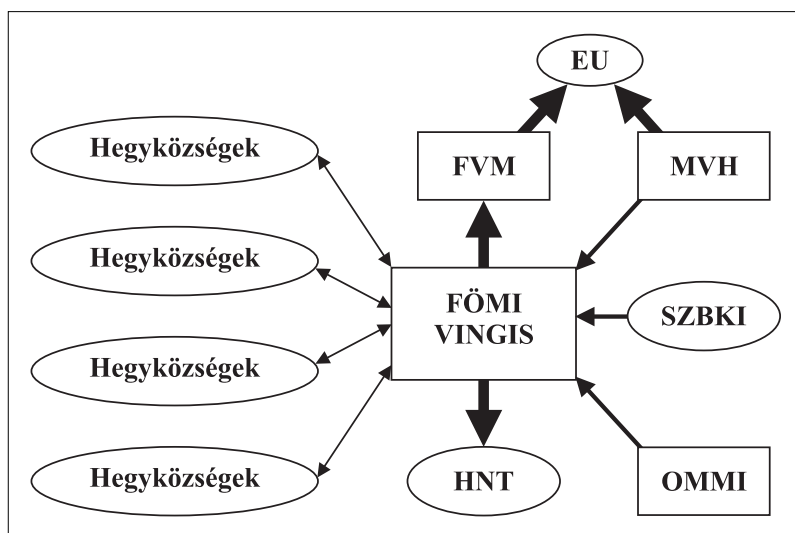 EU
Hegyközségek
FVM
MVH
Hegyközségek
FÖMI
VINGIS
SZBKI
Hegyközségek
Hegyközségek
HNT
OMMI